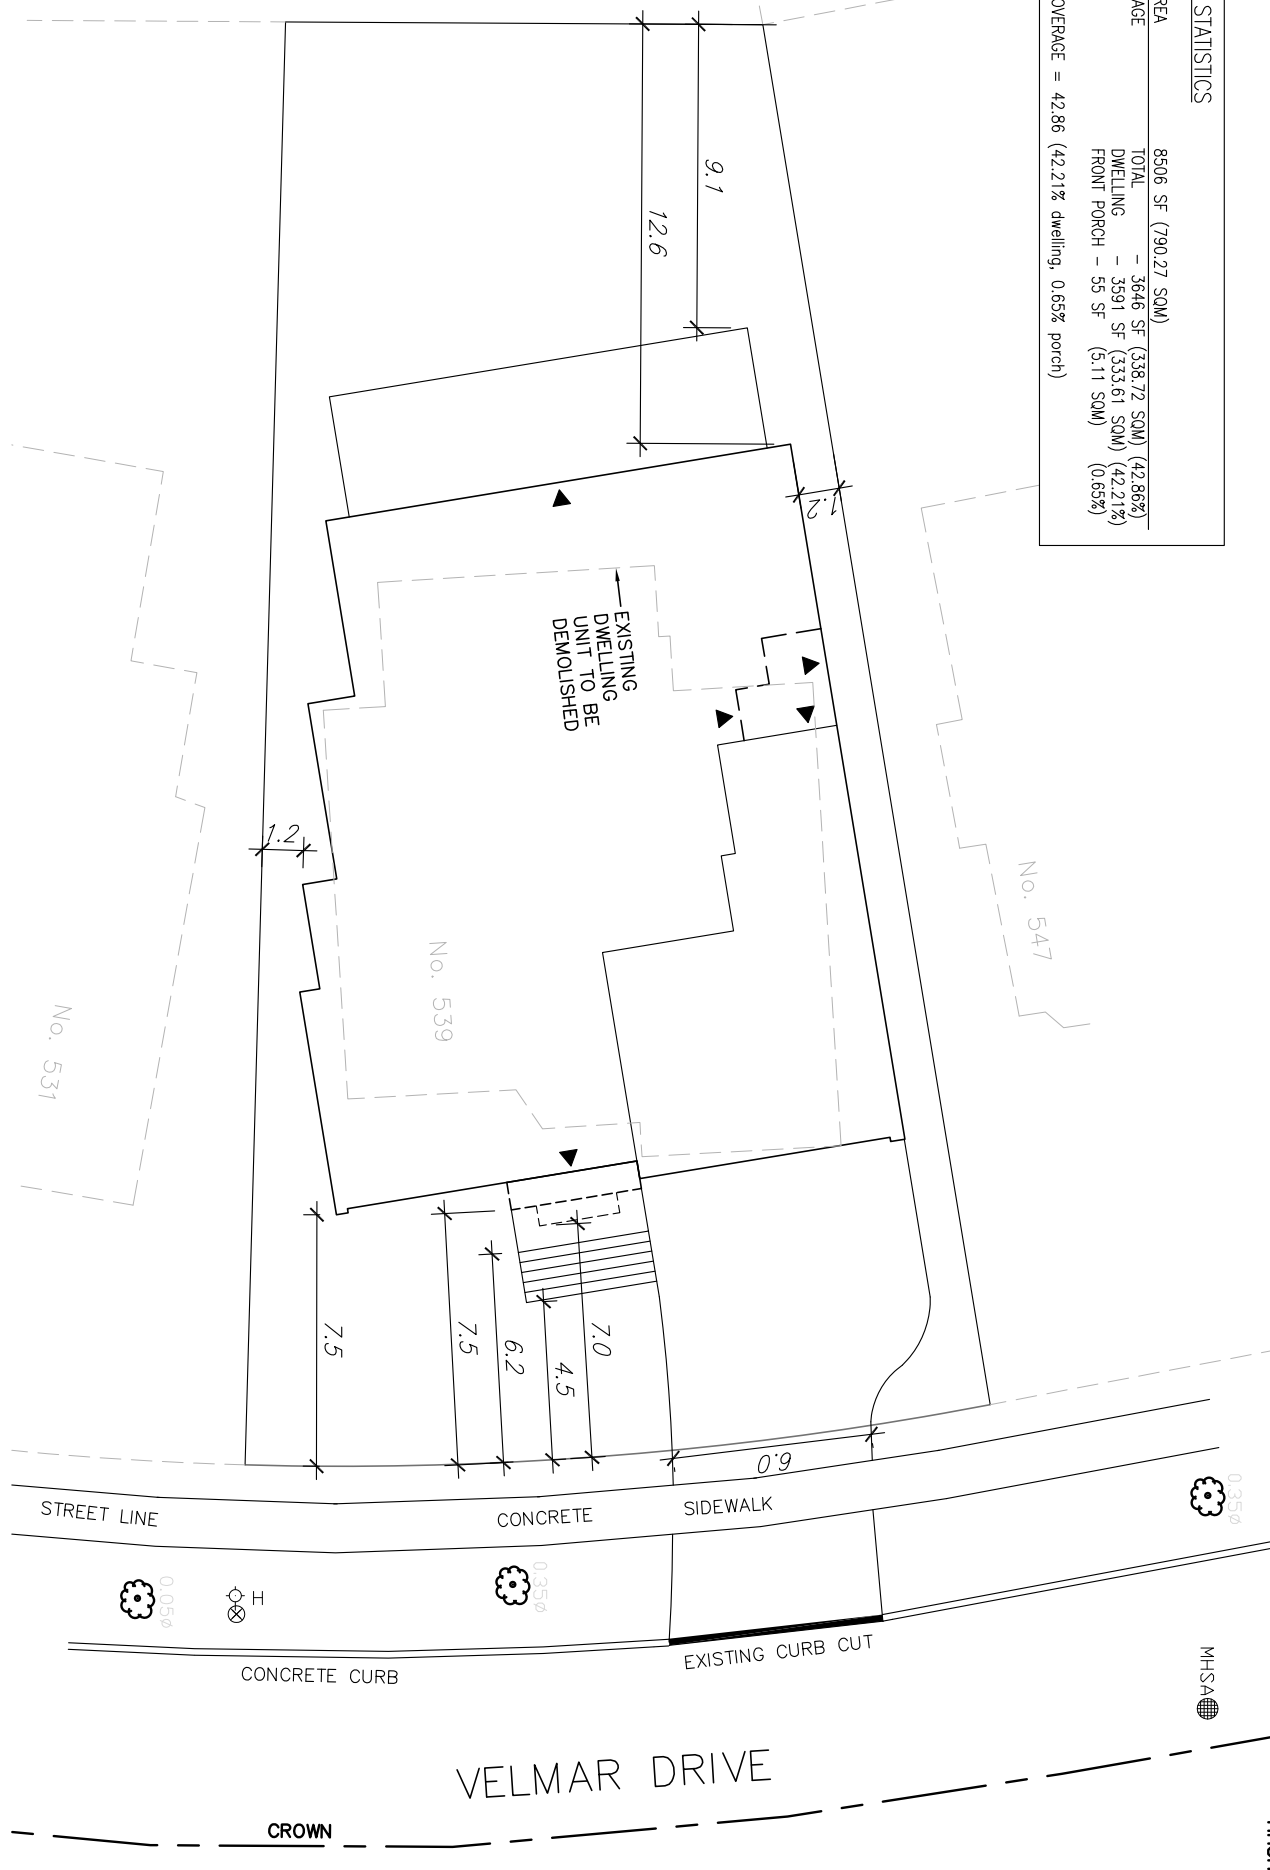 STATISTICS
8506 SF (790.27 SQM)
TOTAL - 3646 SF (338.72 SQM) (42.86%)
DWELLING - 3591 SF (333.61 SQM) (42.21%)
FRONT PORCH - 55 SF (5.11 SQM) (0.65%)
= 42.86 (42.21% dwelling, 0.65% porch)
9.1
12.6
1.2
EXISTING
DWELLING
UNIT TO BE
DEMOLISHED
1.2
No. 547
No. 539
No. 531
7.5
7.5
6.2
4.5
7.0
6.0
STREET LINE
CONCRETE SIDEWALK
0.35ø
0.35ø
0.05ø
H
CONCRETE CURB
EXISTING CURB CUT
MHSA
VELMAR DRIVE
CROWN